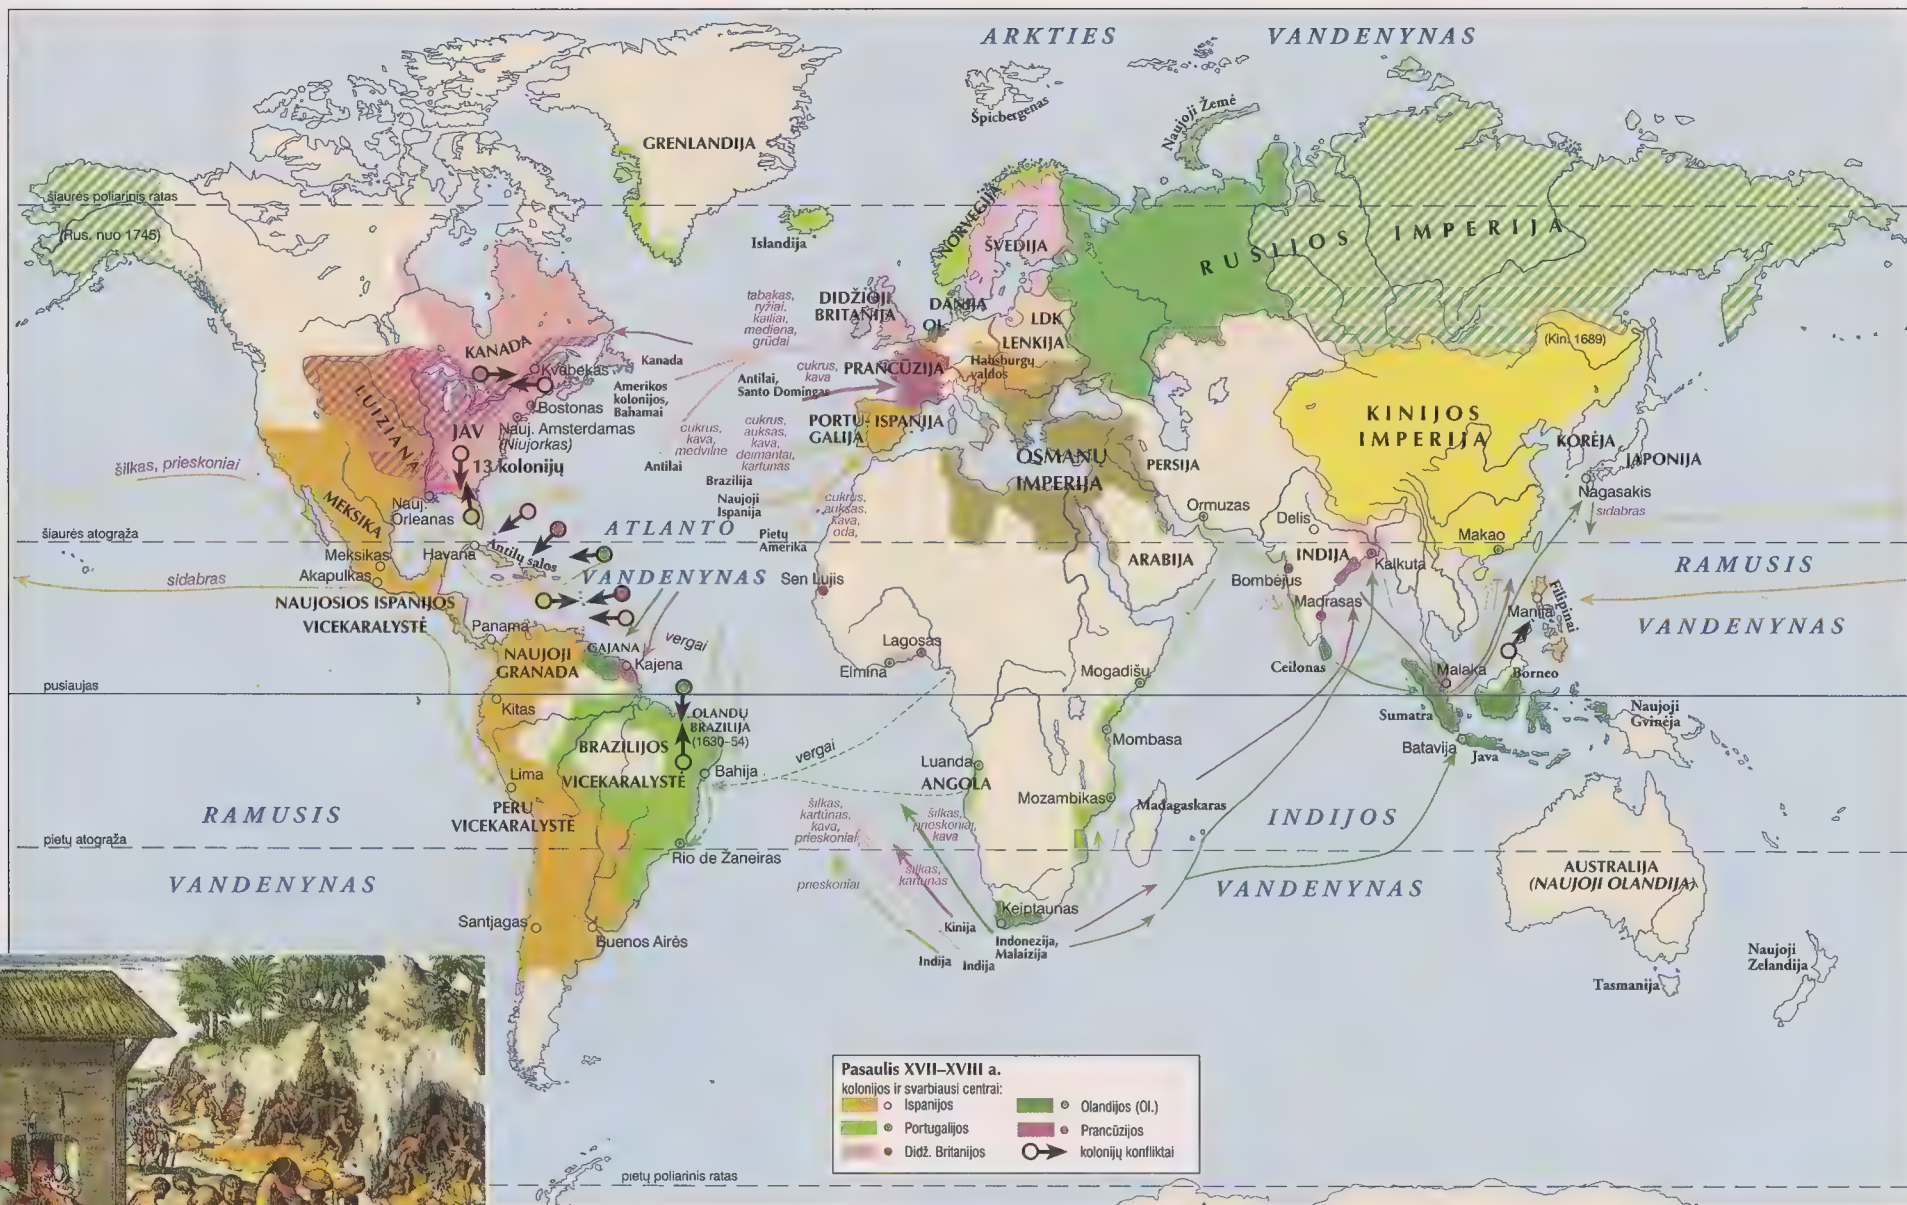 ARKTIES VANDENYNAS
Špicbergenas
Naujoji Žemė
GRENLANDIJA
šiaurės poliarinis ratas
(Rus. nuo 1745)
Islandija
NORVEGIJA
ŠVEDIJA
RUSIJOS IMPERIJA
DIDŽIOJI
BRITANIJA
DANIJA
OL.
LDK
LENKIJA
Habsburgų
valdos
PRANCŪZIJA
PORTU-
GALIJA
ISPANIJA
OSMANŲ
IMPERIJA
PERSIJA
(Kin. 1689)
KINIJOS
IMPERIJA
KORĖJA
JAPONIJA
Nagasakis
sidabras
tabakas,
ryžiai,
kailiai,
mediena,
grūdai
Kanada
Amerikos
kolonijos,
Bahamai
cukrus,
kava
Antilai,
Santo Domingas
cukrus,
kava,
medvilnė
Antilai
cukrus,
auksas,
kava,
deimantai,
kartūnas
Brazilija
Naujoji
Ispanija
Pietų
Amerika
cukrus,
auksas,
kava,
oda,
KANADA
Kvebekas
Bostonas
Nauj. Amsterdamas
(Niujorkas)
LUIZIANA
JAV
13 kolonijų
šilkas, prieskoniai
MEKSIKA
Nauj.
Orleanas
šiaurės atogrąža
Meksikas
Havana
Antilų salos
ATLANTO
VANDENYNAS
Akapulkas
sidabras
NAUJOSIOS ISPANIJOS
VICEKARALYSTĖ
Panama
NAUJOJI
GRANADA
GAJANA
Kajena
vergai
pusiaujas
Kitas
OLANDŲ
BRAZILIJA
(1630–54)
BRAZILIJOS
VICEKARALYSTĖ
Bahija
Lima
PERU
VICEKARALYSTĖ
RAMUSIS
VANDENYNAS
pietų atogrąža
Rio de Žaneiras
Santjagas
Buenos Airės
Sen Lujis
Lagosas
Elmina
Ormuzas
Delis
INDIJA
ARABIJA
Bombėjus
Kalkuta
Madrasas
Makao
RAMUSIS
VANDENYNAS
Filipinai
Manila
Mogadišu
Ceilonas
Malaka
Borneo
Sumatra
Naujoji
Gvinėja
Batavija
Java
Mombasa
vergai
Luanda
ANGOLA
Mozambikas
Madagaskaras
INDIJOS
VANDENYNAS
šilkas,
kartūnas,
kava,
prieskoniai
šilkas,
prieskoniai,
kava
prieskoniai
šilkas,
kartūnas
AUSTRALIJA
(NAUJOJI OLANDIJA)
Keiptaunas
Kinija
Indonezija,
Malaizija
Indija
Indija
Naujoji
Zelandija
Tasmanija
Pasaulis XVII–XVIII a.
kolonijos ir svarbiausi centrai:
Ispanijos
Portugalijos
Didž. Britanijos
Olandijos (Ol.)
Prancūzijos
kolonijų konfliktai
pietų poliarinis ratas